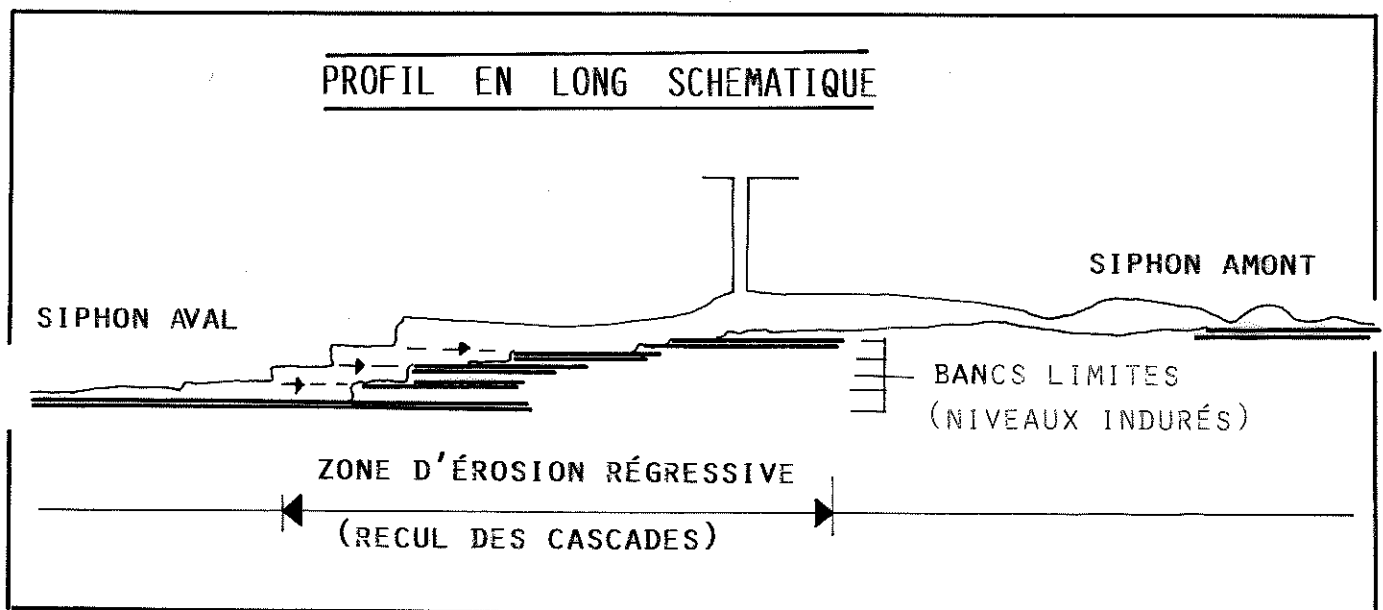 PROFIL EN LONG SCHEMATIQUE
SIPHON AMONT
SIPHON AVAL
BANCS LIMITES
(NIVEAUX INDURÉS)
ZONE D'ÉROSION RÉGRESSIVE
(RECUL DES CASCADES)